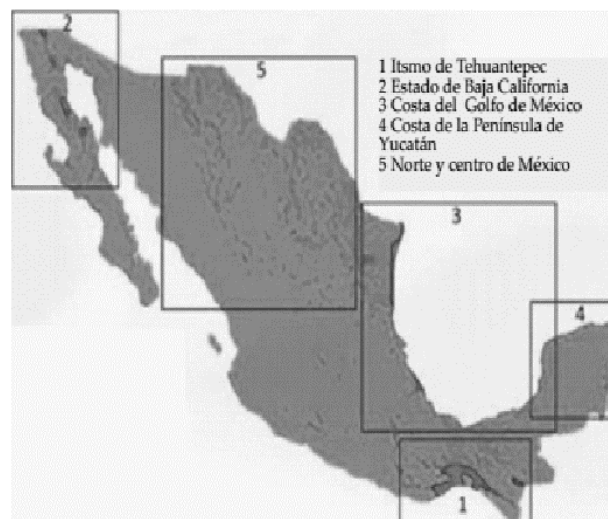 2
5
1 Itsmo de Tehuantepec
2 Estado de Baja California
3 Costa del Golfo de México
4 Costa de la Península de
Yucatán
5 Norte y centro de México
3
4
1